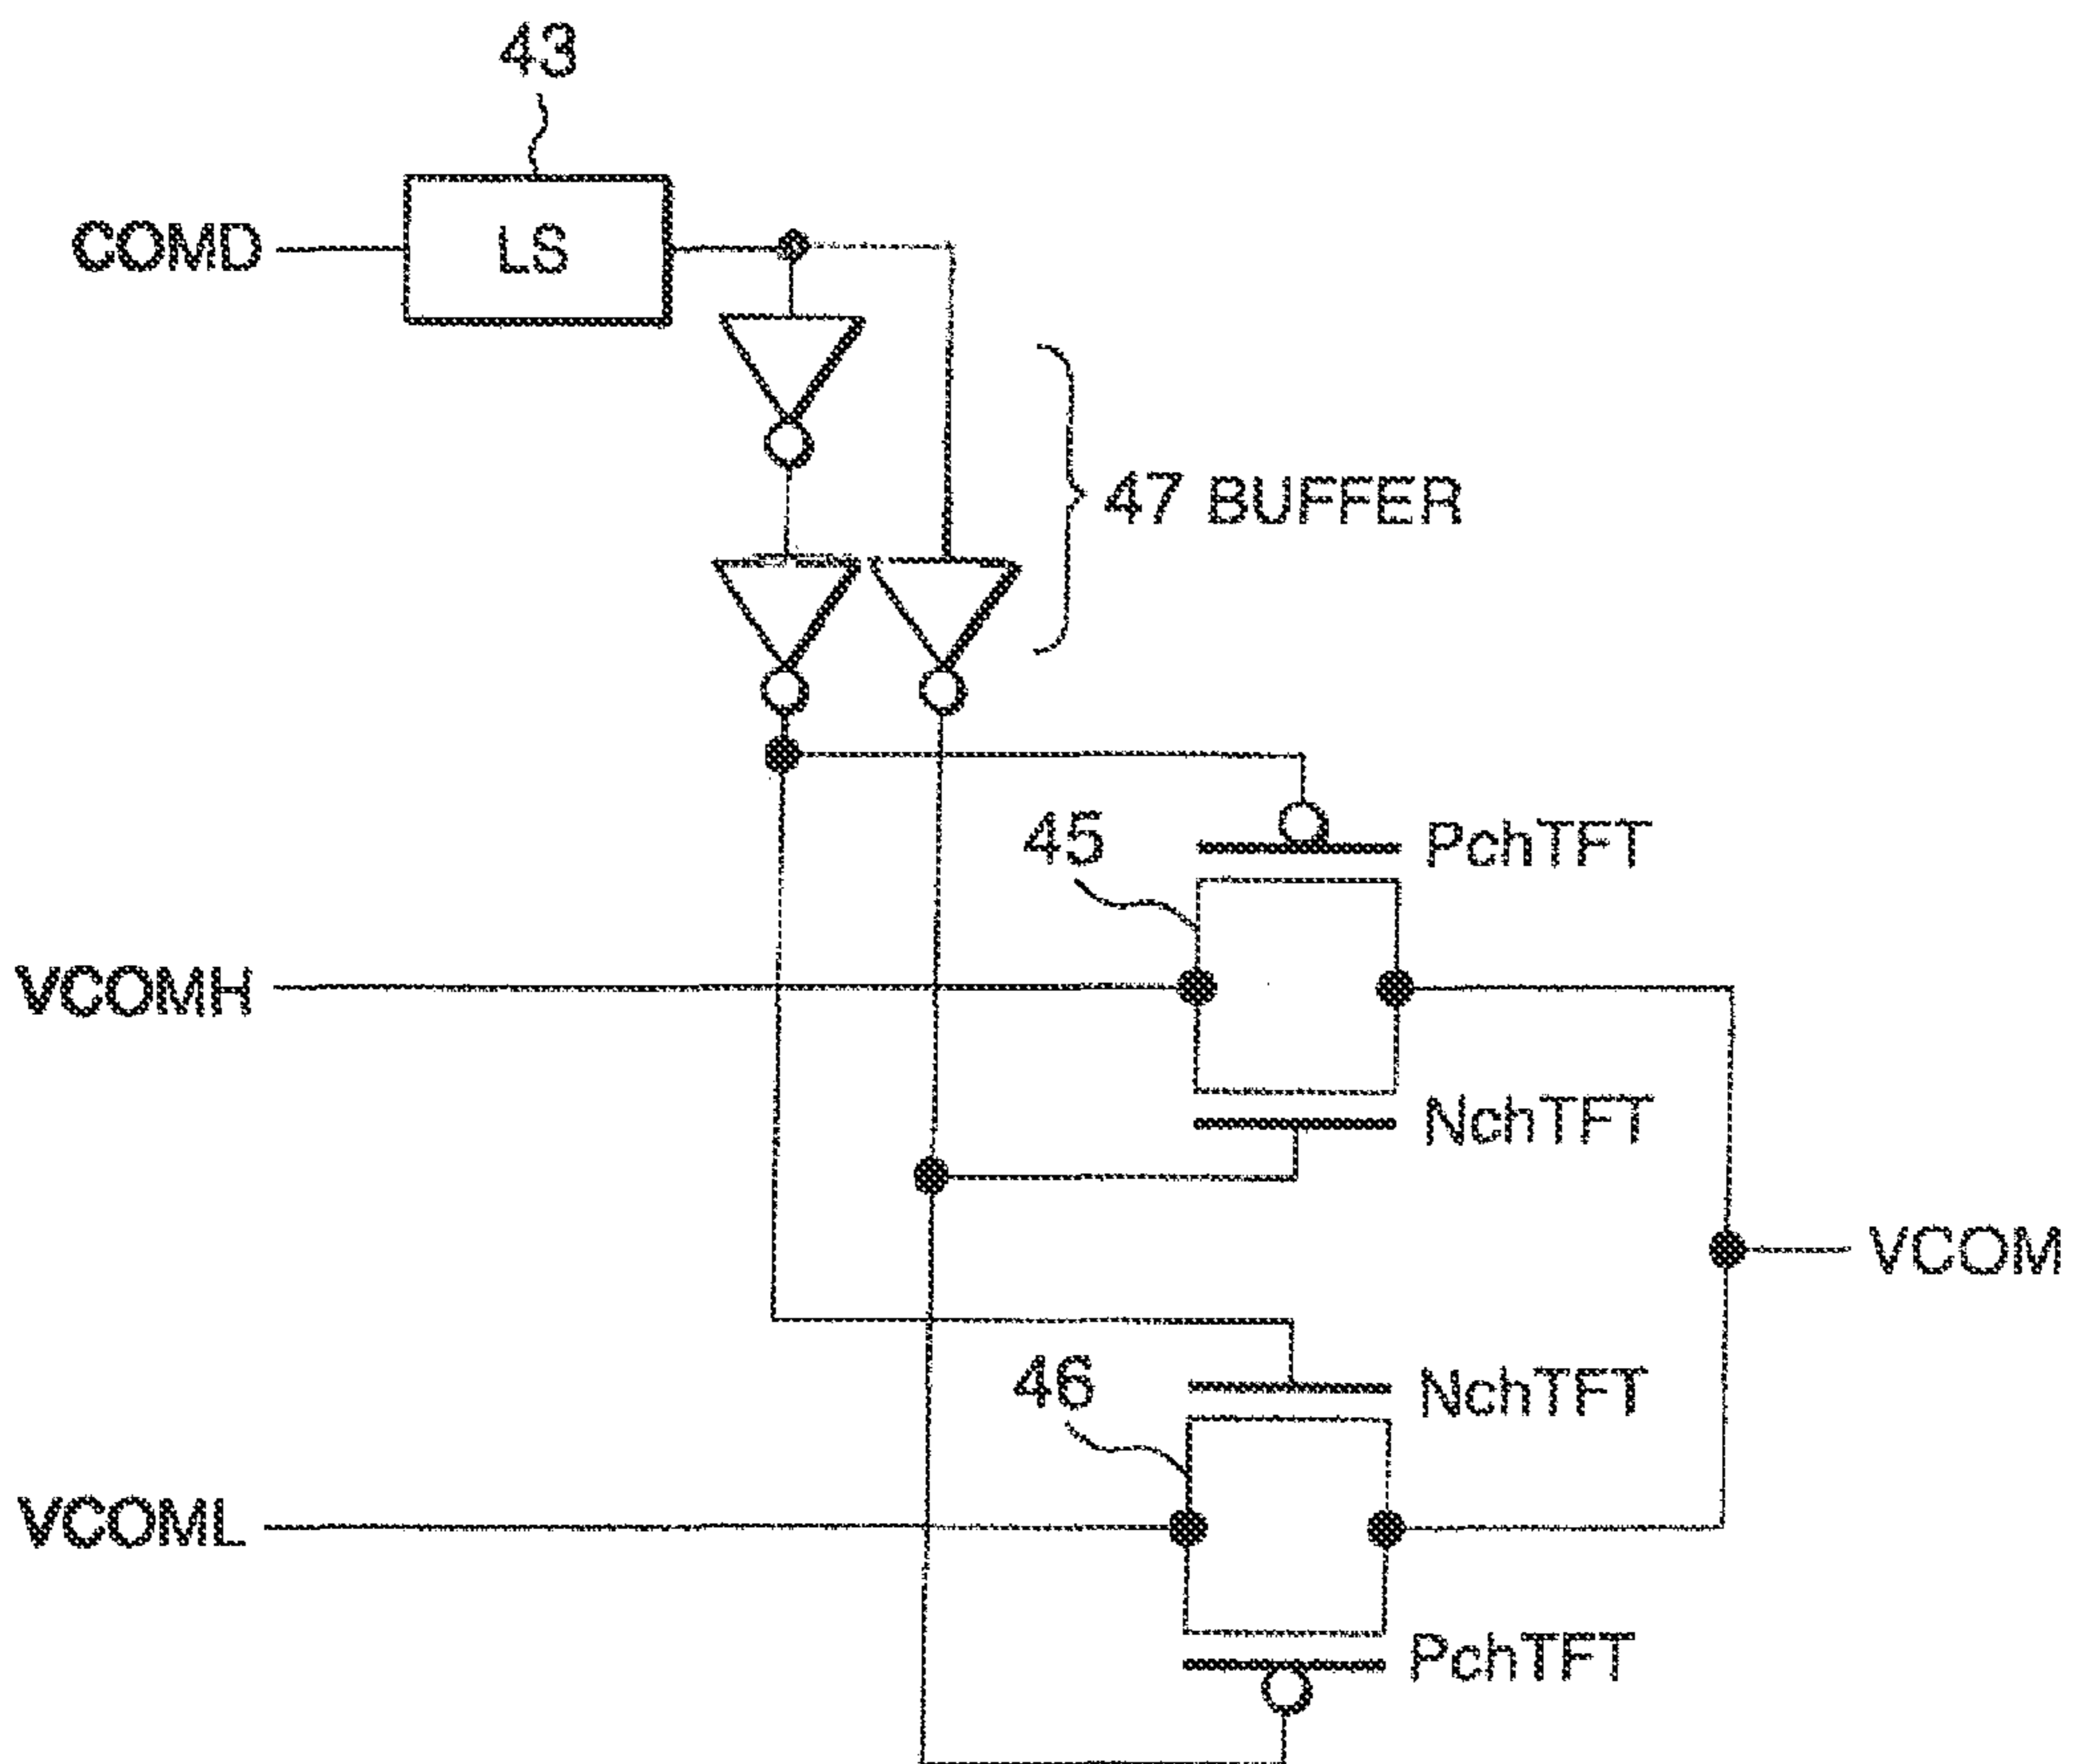 43
COMD
LS
47 BUFFER
45
PchTFT
VCOMH
NchTFT
VCOM
46
NchTFT
VCOML
PchTFT